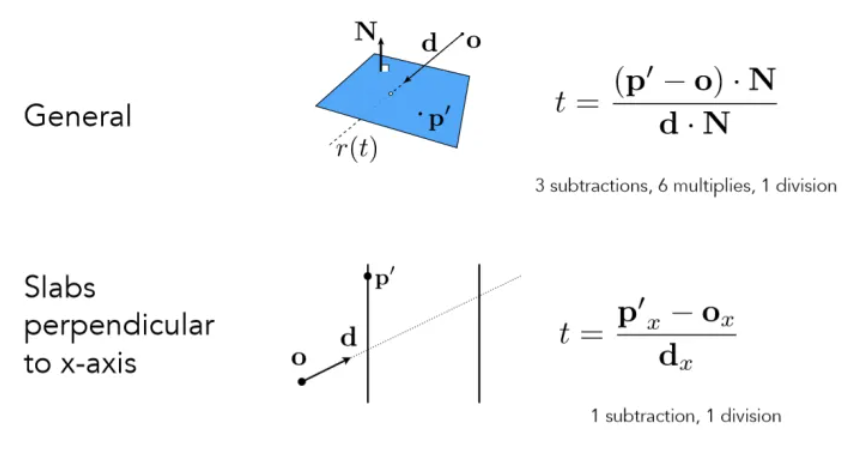 General
N
d
o
p′
r(t)
t = (p′ − o) · N / d · N
3 subtractions, 6 multiplies, 1 division
Slabs
perpendicular
to x-axis
p′
d
o
t = p′x − ox / dx
1 subtraction, 1 division